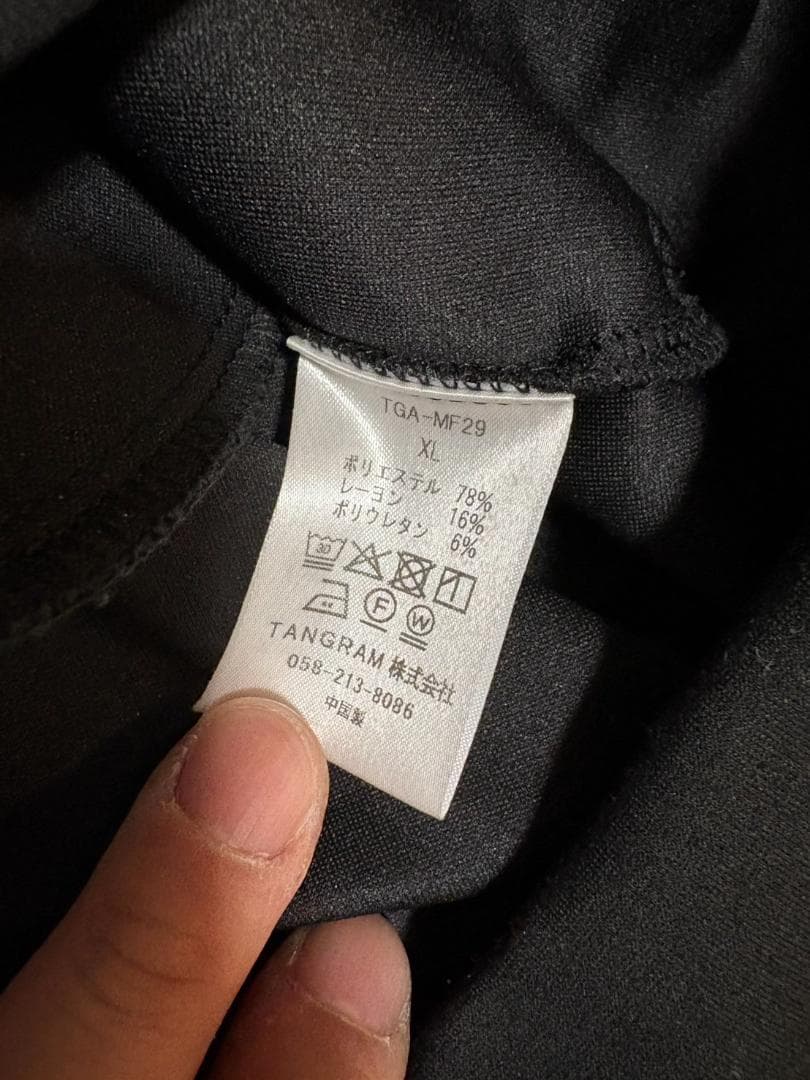 TGA-MF29
XL
ポリエステル 78%
レーヨン 16%
ポリウレタン 6%
30
F W
TANGRAM 株式会社
058-213-8086
中国製